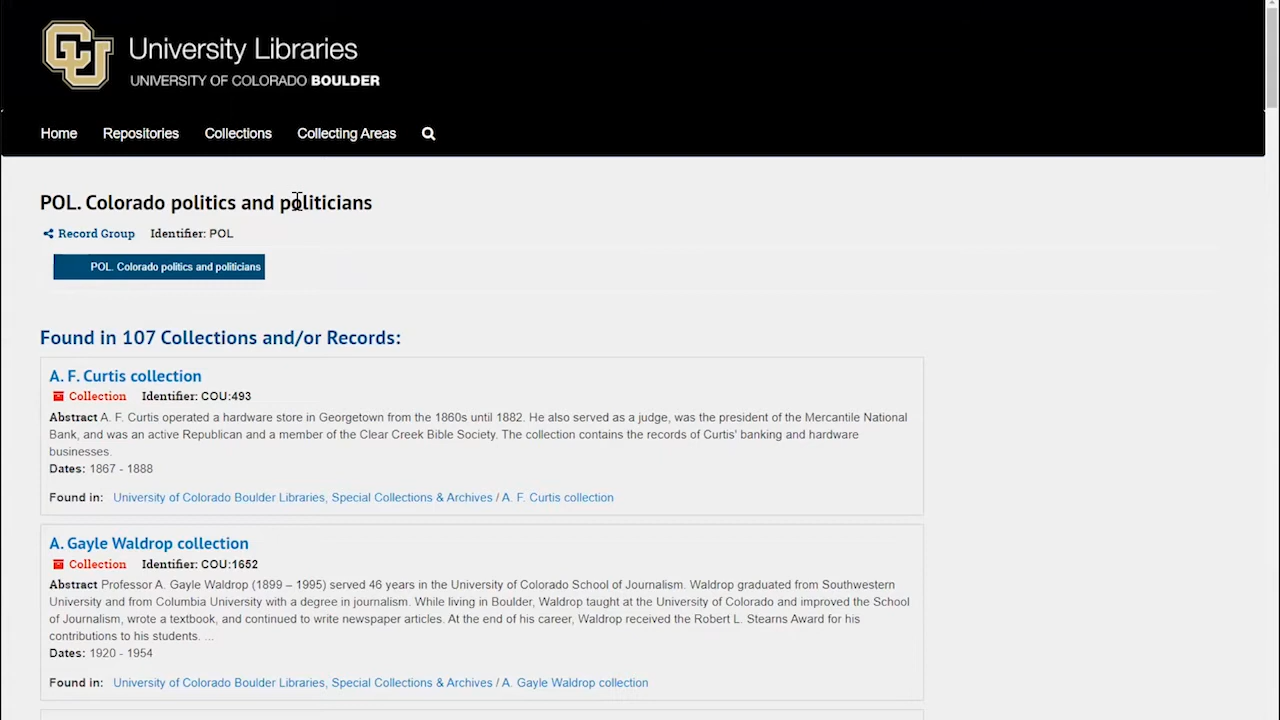 CU University Libraries
UNIVERSITY OF COLORADO BOULDER
Home Repositories Collections Collecting Areas
POL. Colorado politics and politicians
Record Group Identifier: POL
POL. Colorado politics and politicians
Found in 107 Collections and/or Records:
A. F. Curtis collection
Collection Identifier: COU:493
Abstract A. F. Curtis operated a hardware store in Georgetown from the 1860s until 1882. He also served as a judge, was the president of the Mercantile National
Bank, and was an active Republican and a member of the Clear Creek Bible Society. The collection contains the records of Curtis' banking and hardware
businesses.
Dates: 1867 - 1888
Found in: University of Colorado Boulder Libraries, Special Collections & Archives / A. F. Curtis collection
A. Gayle Waldrop collection
Collection Identifier: COU:1652
Abstract Professor A. Gayle Waldrop (1899 – 1995) served 46 years in the University of Colorado School of Journalism. Waldrop graduated from Southwestern
University and from Columbia University with a degree in journalism. While living in Boulder, Waldrop taught at the University of Colorado and improved the School
of Journalism, wrote a textbook, and continued to write newspaper articles. At the end of his career, Waldrop received the Robert L. Stearns Award for his
contributions to his students. ...
Dates: 1920 - 1954
Found in: University of Colorado Boulder Libraries, Special Collections & Archives / A. Gayle Waldrop collection